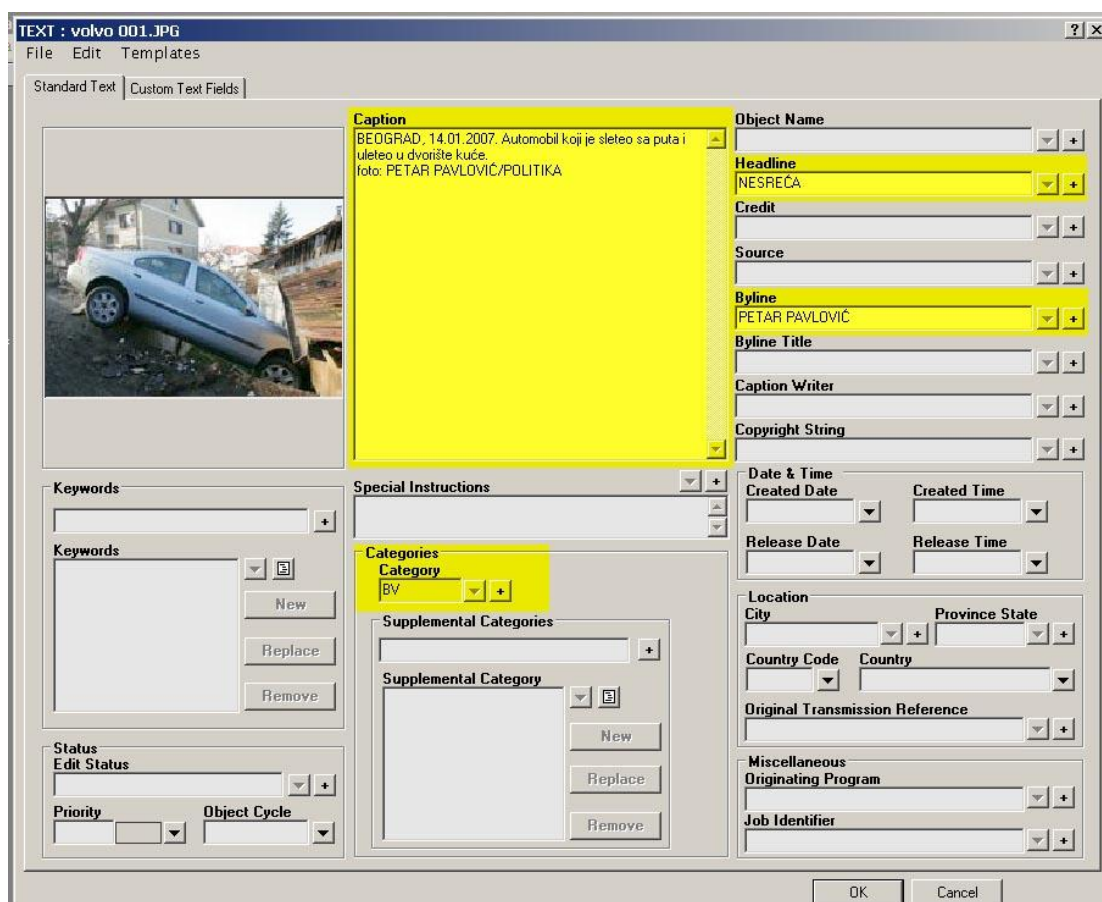 TEXT : volvo 001.JPG
File Edit Templates
Standard Text Custom Text Fields
Caption
BEOGRAD, 14.01.2007. Automobil koji je sleteo sa puta i
uleteo u dvorište kuće.
foto: PETAR PAVLOVIĆ/POLITIKA
Object Name
Headline
NESREĆA
Credit
Source
Byline
PETAR PAVLOVIĆ
Byline Title
Caption Writer
Copyright String
Keywords
Keywords
New
Replace
Remove
Status
Edit Status
Priority Object Cycle
Special Instructions
Categories
Category
BV
Supplemental Categories
Supplemental Category
New
Replace
Remove
Date & Time
Created Date Created Time
Release Date Release Time
Location
City Province State
Country Code Country
Original Transmission Reference
Miscellaneous
Originating Program
Job Identifier
OK Cancel